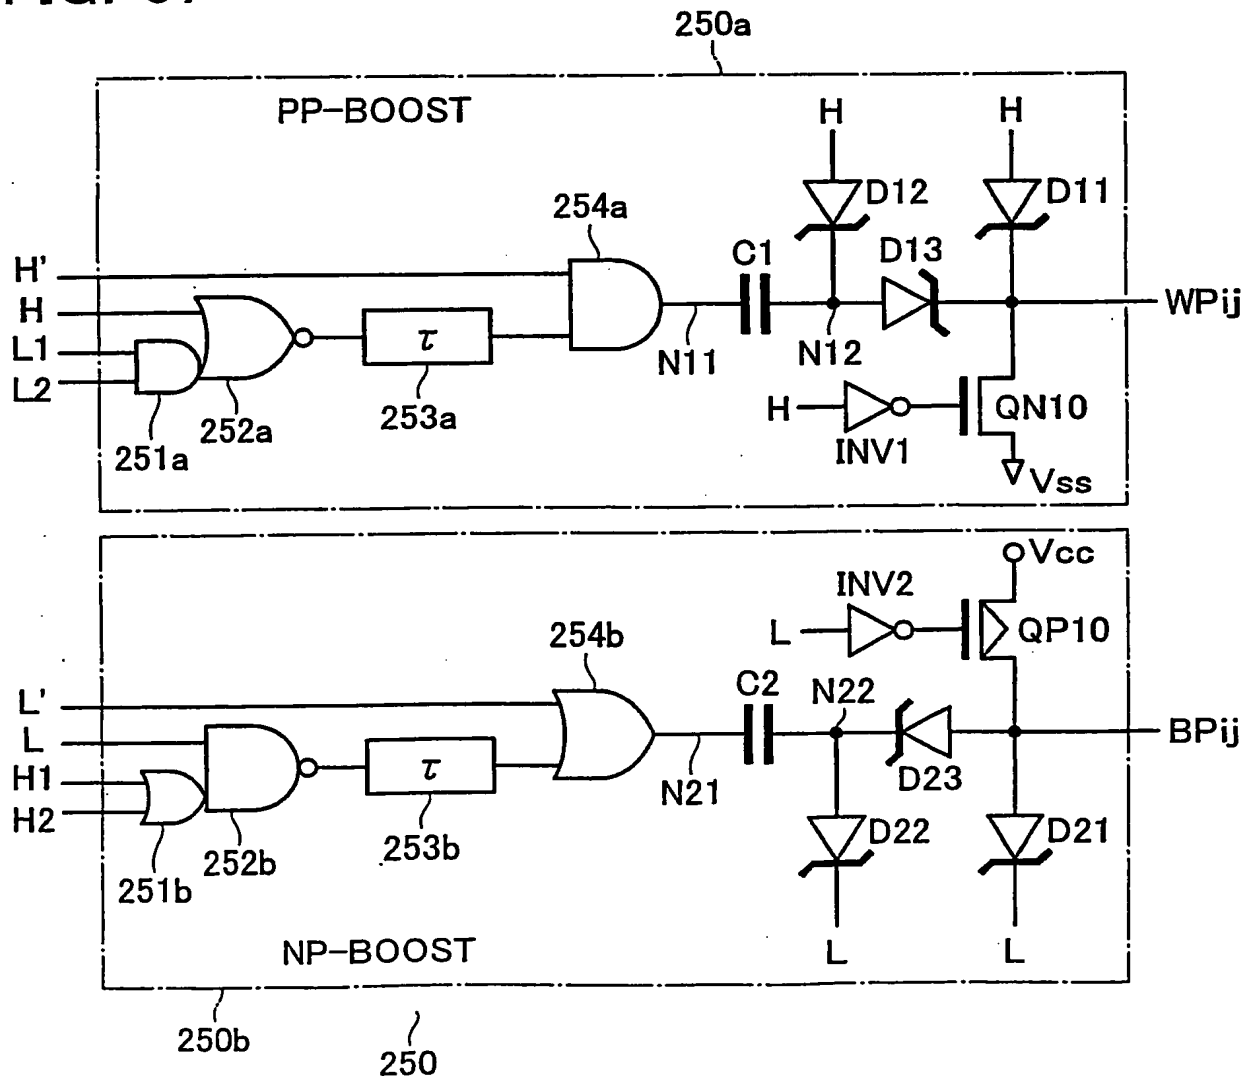 250a
PP-BOOST
H
H
D12
D11
254a
C1
D13
H'
H
L1
L2
τ
N11
N12
WPij
253a
252a
251a
H
INV1
QN10
Vss
Vcc
INV2
L
QP10
254b
C2
N22
L'
L
H1
H2
τ
N21
D23
BPij
253b
252b
251b
D22
D21
L
L
NP-BOOST
250b
250